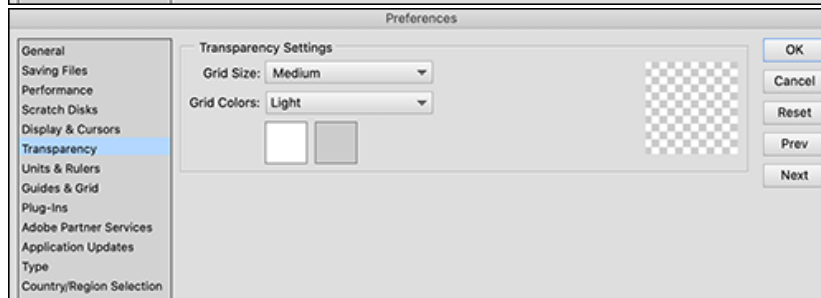 Preferences
General
Saving Files
Performance
Scratch Disks
Display & Cursors
Transparency
Units & Rulers
Guides & Grid
Plug-Ins
Adobe Partner Services
Application Updates
Type
Country/Region Selection
Transparency Settings
Grid Size: Medium
Grid Colors: Light
OK
Cancel
Reset
Prev
Next